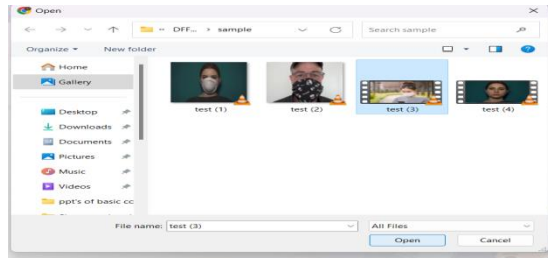 Open
DFF... › sample
Search sample
Organize
New folder
Home
Gallery
Desktop
Downloads
Documents
Pictures
Music
Videos
ppt's of basic cc
test (1)
test (2)
test (3)
test (4)
File name: test (3)
All Files
Open
Cancel